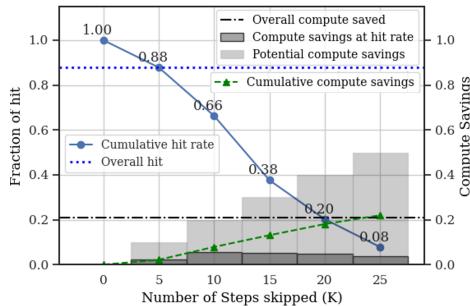 Overall compute saved
Compute savings at hit rate
Potential compute savings
Cumulative compute savings
Cumulative hit rate
Overall hit
1.00
0.88
0.66
0.38
0.20
0.08
Fraction of hit
1.0
0.8
0.6
0.4
0.2
0.0
Compute Savings
1.0
0.8
0.6
0.4
0.2
0.0
0 5 10 15 20 25
Number of Steps skipped (K)